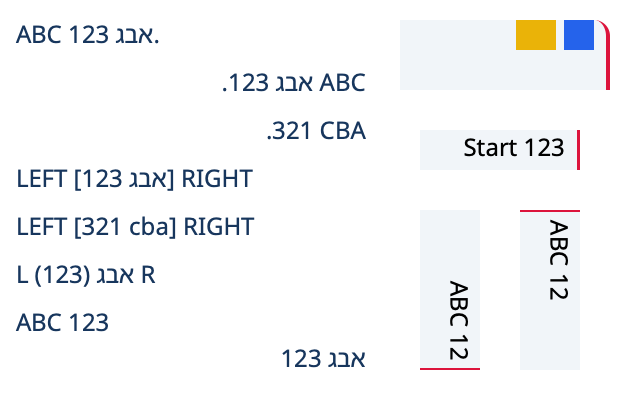 ABC אבג 123.
ABC אבג 123.
.321 CBA
LEFT [אבג 123] RIGHT
LEFT [321 cba] RIGHT
L אבג (123) R
ABC 123
אבג 123
Start 123
ABC 12
ABC 12